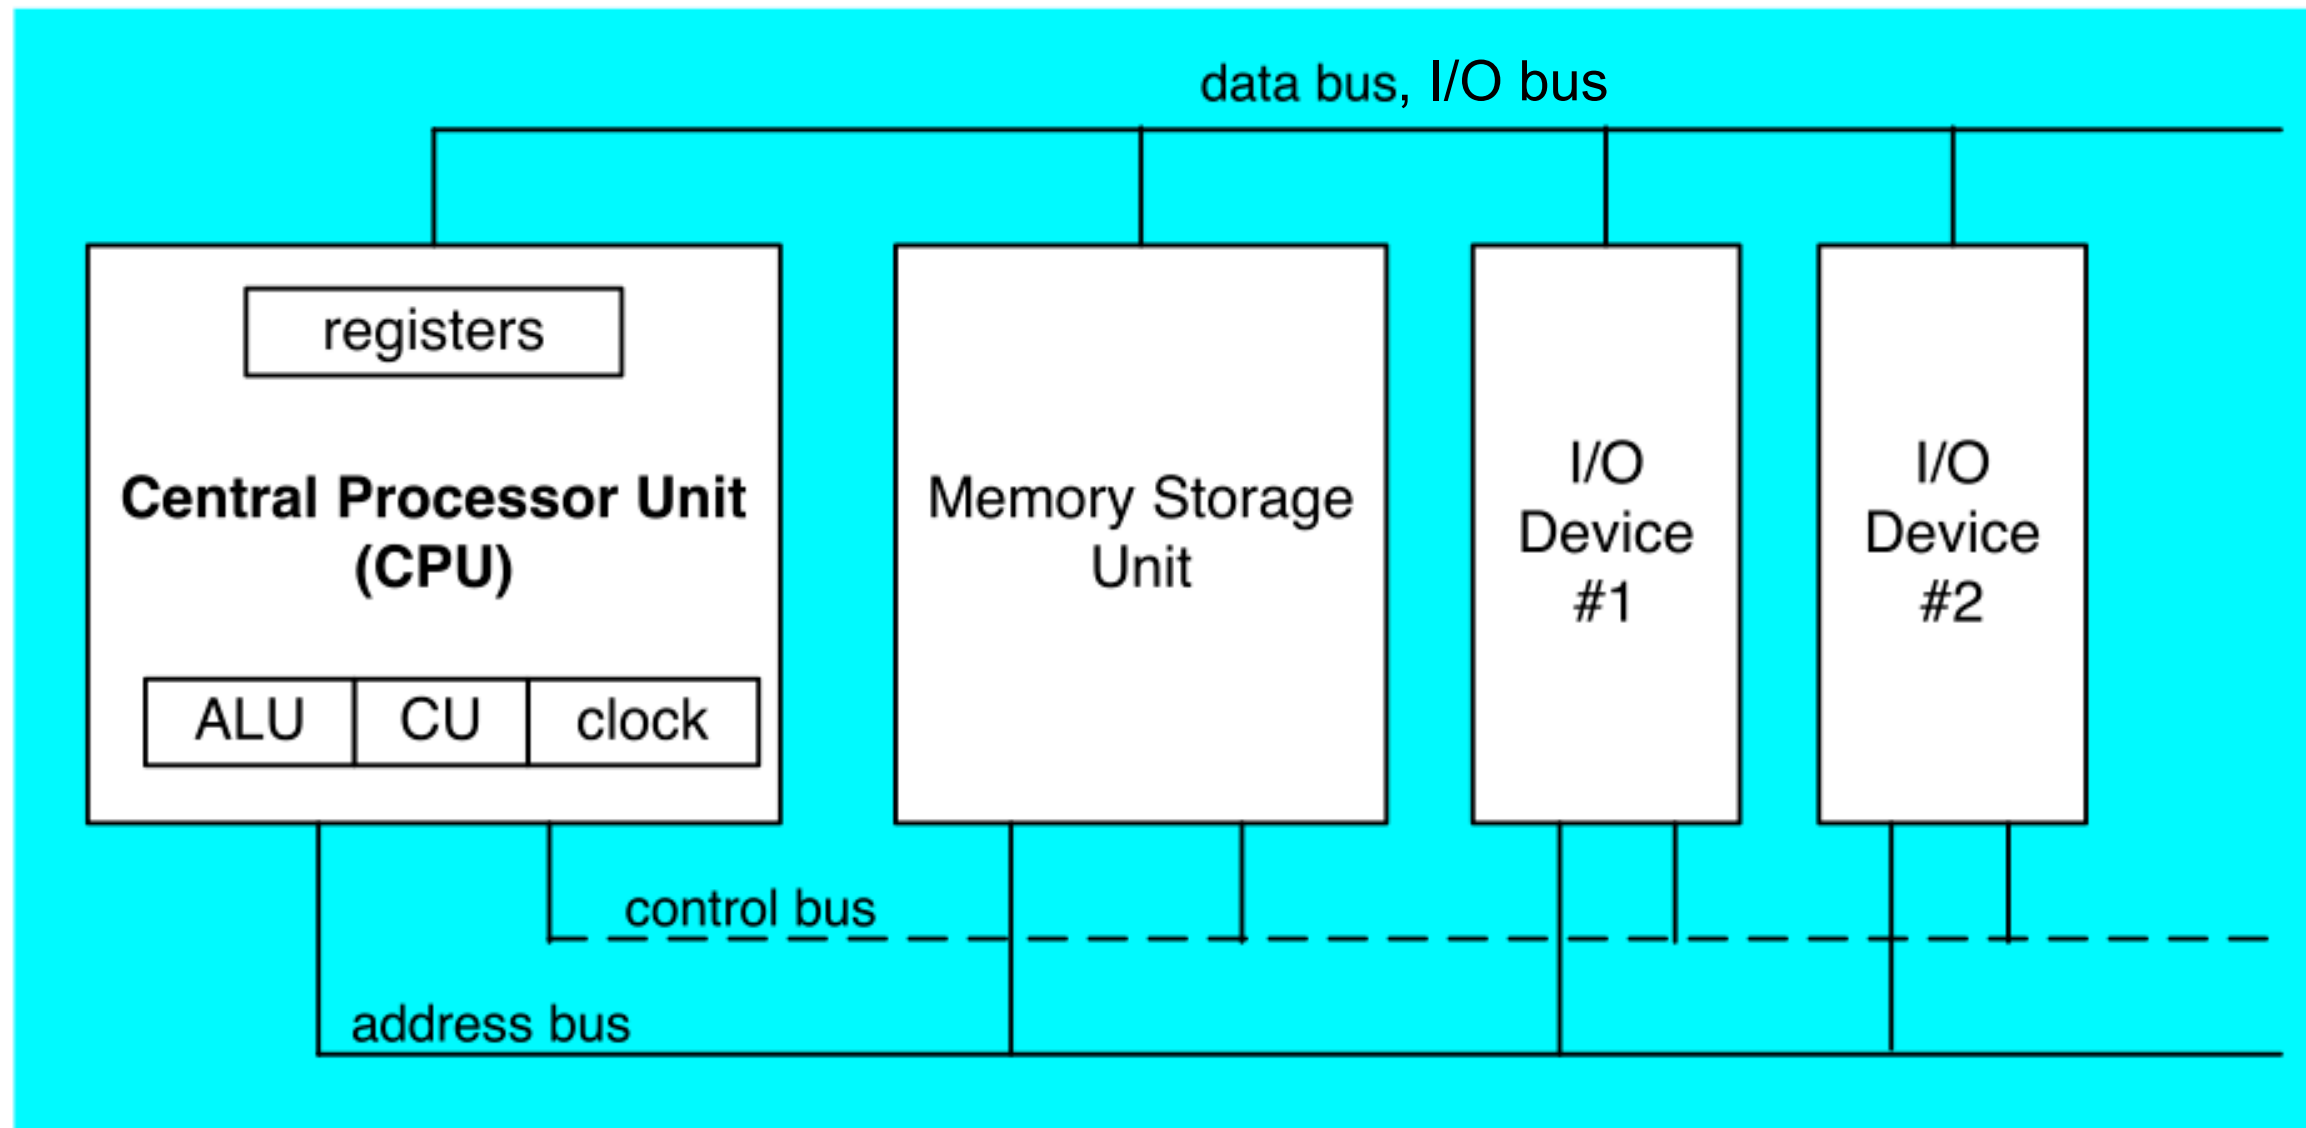 data bus, I/O bus
registers
Central Processor Unit
(CPU)
ALU
CU
clock
Memory Storage
Unit
I/O
Device
#1
I/O
Device
#2
control bus
address bus